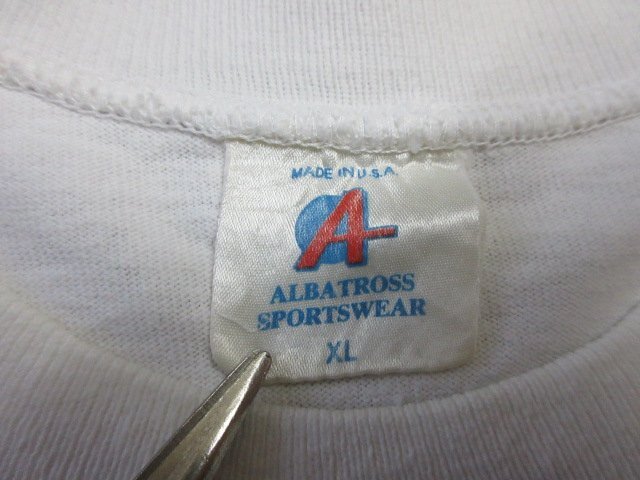 MADE IN U.S.A.
A
ALBATROSS
SPORTSWEAR
XL